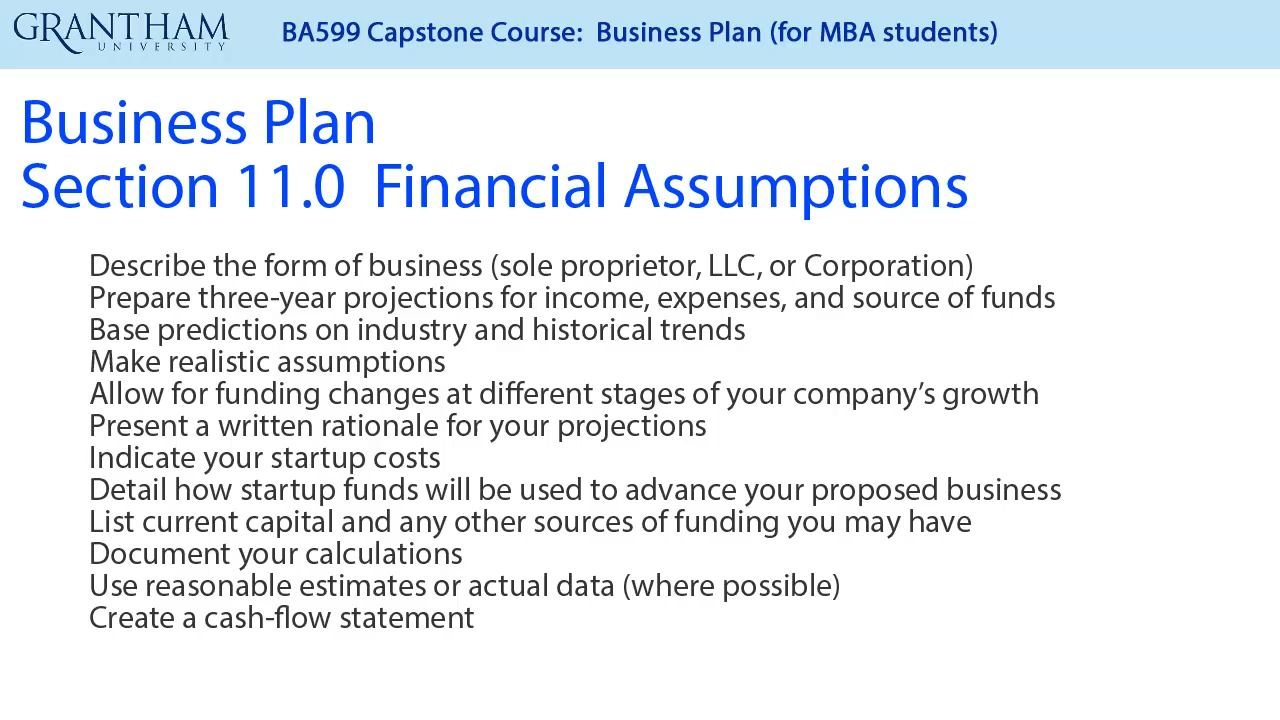 GRANTHAM
UNIVERSITY
BA599 Capstone Course:  Business Plan (for MBA students)
Business Plan
Section 11.0  Financial Assumptions
Describe the form of business (sole proprietor, LLC, or Corporation)
Prepare three-year projections for income, expenses, and source of funds
Base predictions on industry and historical trends
Make realistic assumptions
Allow for funding changes at different stages of your company’s growth
Present a written rationale for your projections
Indicate your startup costs
Detail how startup funds will be used to advance your proposed business
List current capital and any other sources of funding you may have
Document your calculations
Use reasonable estimates or actual data (where possible)
Create a cash-flow statement